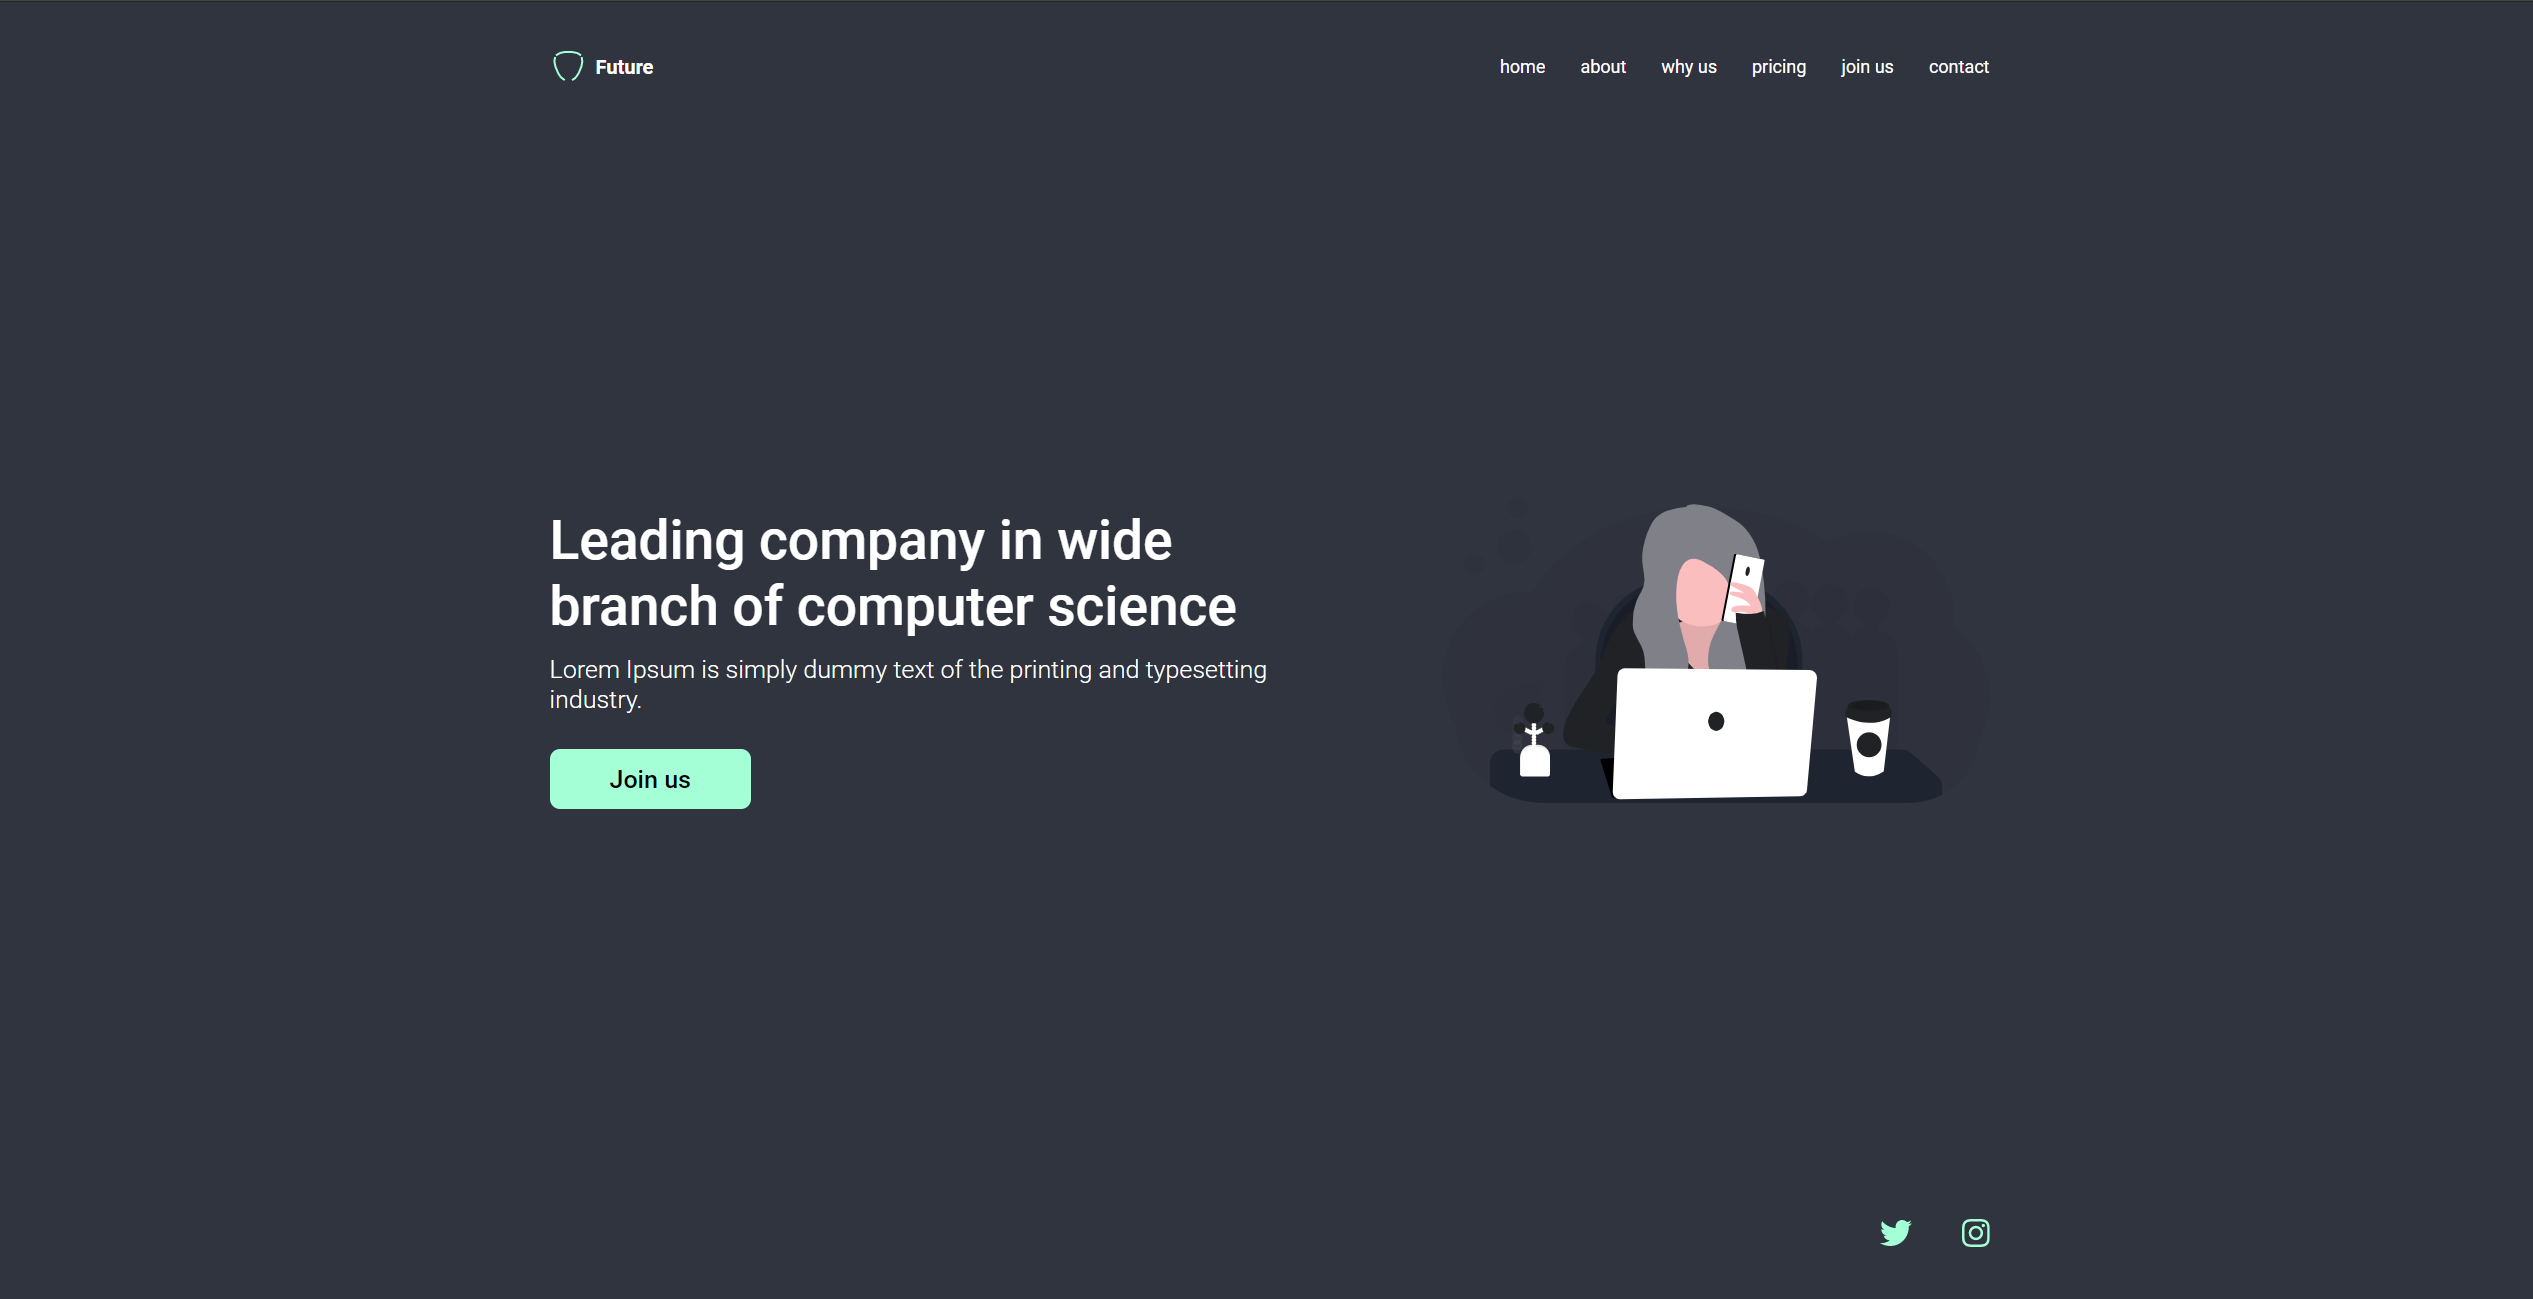 Future
home about why us pricing join us contact
Leading company in wide
branch of computer science
Lorem Ipsum is simply dummy text of the printing and typesetting
industry.
Join us